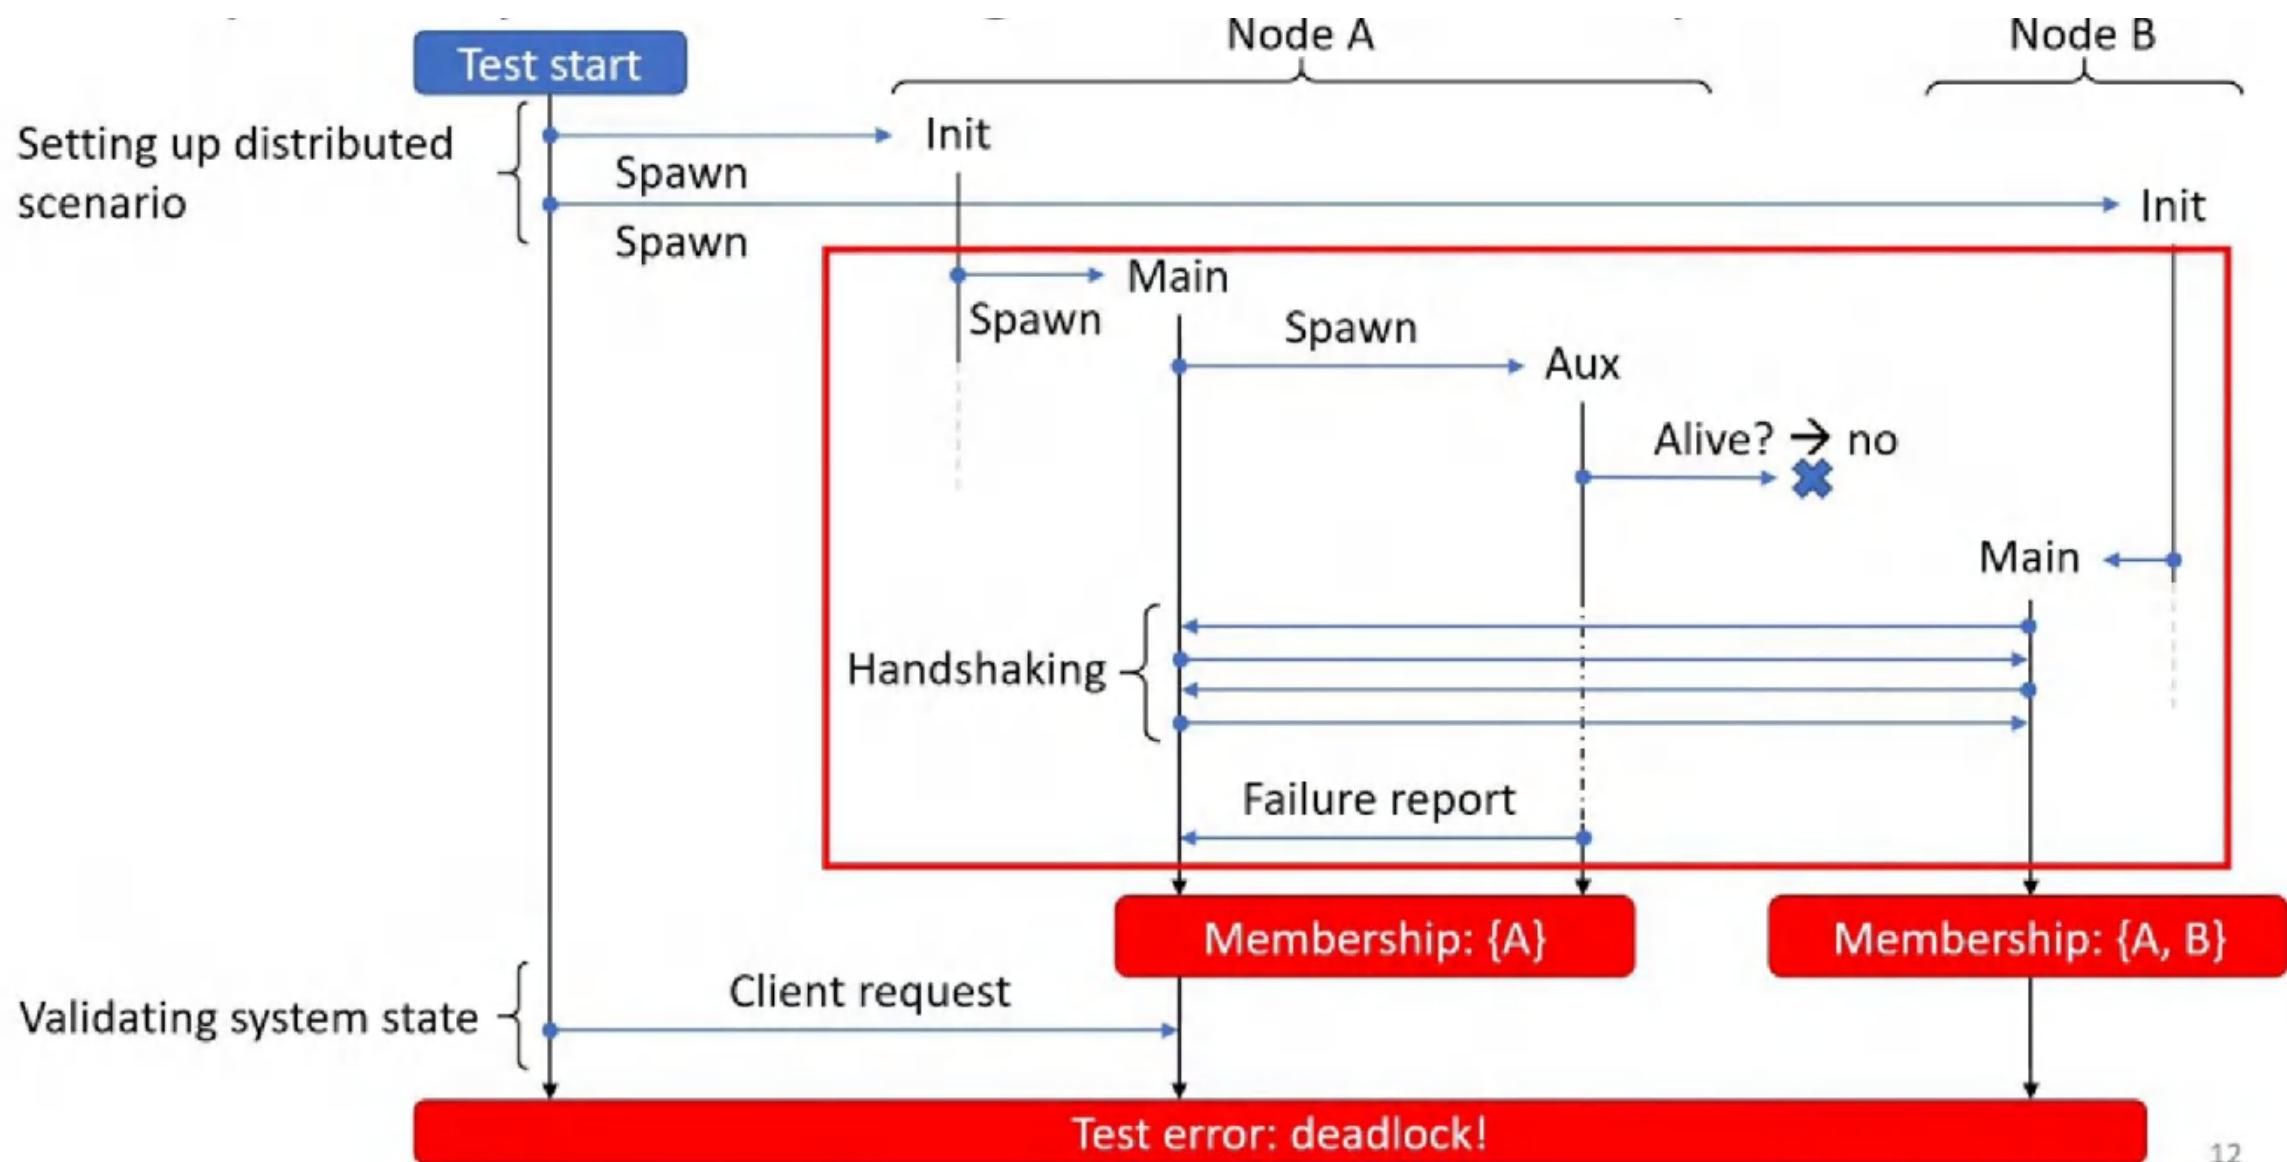 Node A
Node B
Test start
Setting up distributed
scenario
Init
Spawn
Init
Spawn
Main
Spawn
Spawn
Aux
Alive? → no
Main
Handshaking
Failure report
Membership: {A}
Membership: {A, B}
Client request
Validating system state
Test error: deadlock!
12